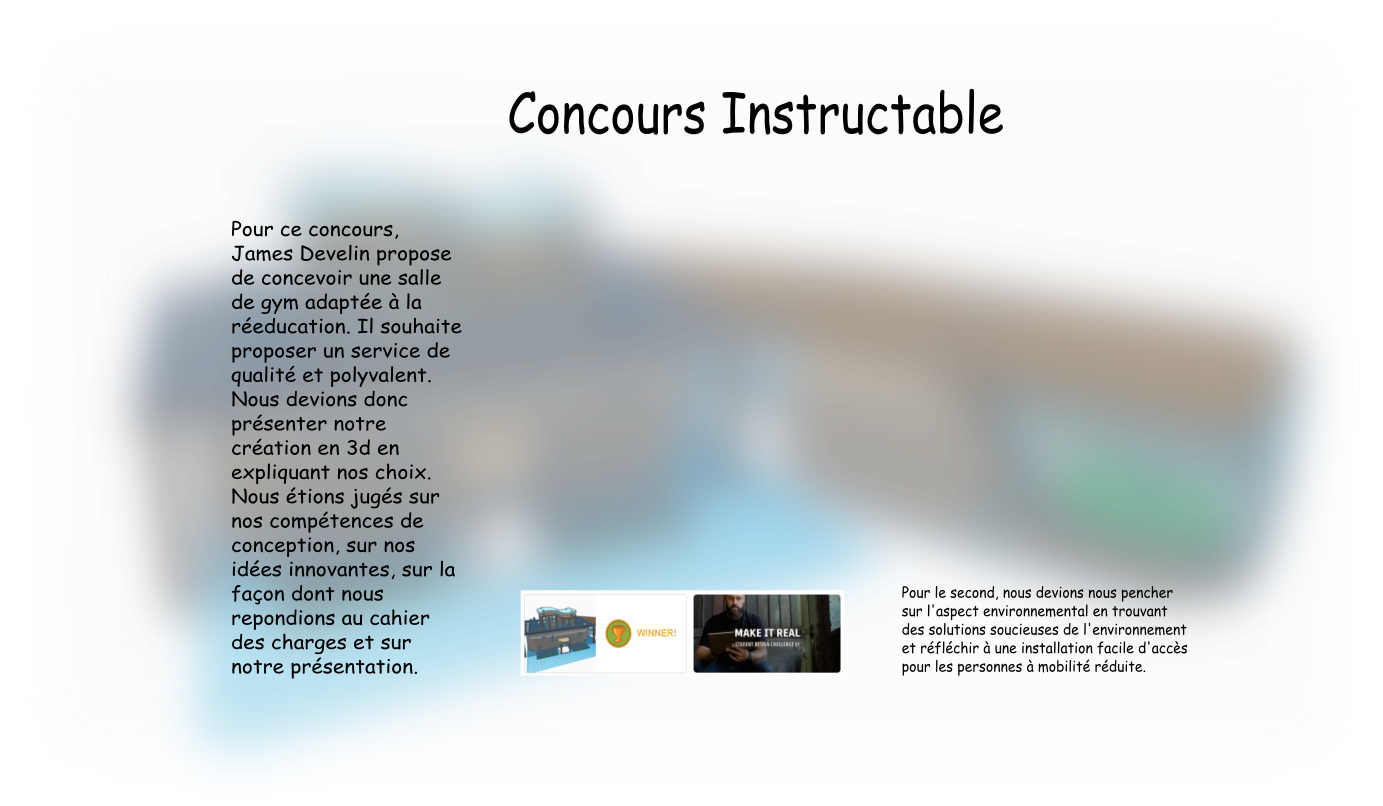 Concours Instructable
Pour ce concours,
James Develin propose
de concevoir une salle
de gym adaptée à la
réeducation. Il souhaite
proposer un service de
qualité et polyvalent.
Nous devions donc
présenter notre
création en 3d en
expliquant nos choix.
Nous étions jugés sur
nos compétences de
conception, sur nos
idées innovantes, sur la
façon dont nous
repondions au cahier
des charges et sur
notre présentation.
WINNER!
MAKE IT REAL
STUDENT DESIGN CHALLENGE #1
Pour le second, nous devions nous pencher
sur l'aspect environnemental en trouvant
des solutions soucieuses de l'environnement
et réfléchir à une installation facile d'accès
pour les personnes à mobilité réduite.